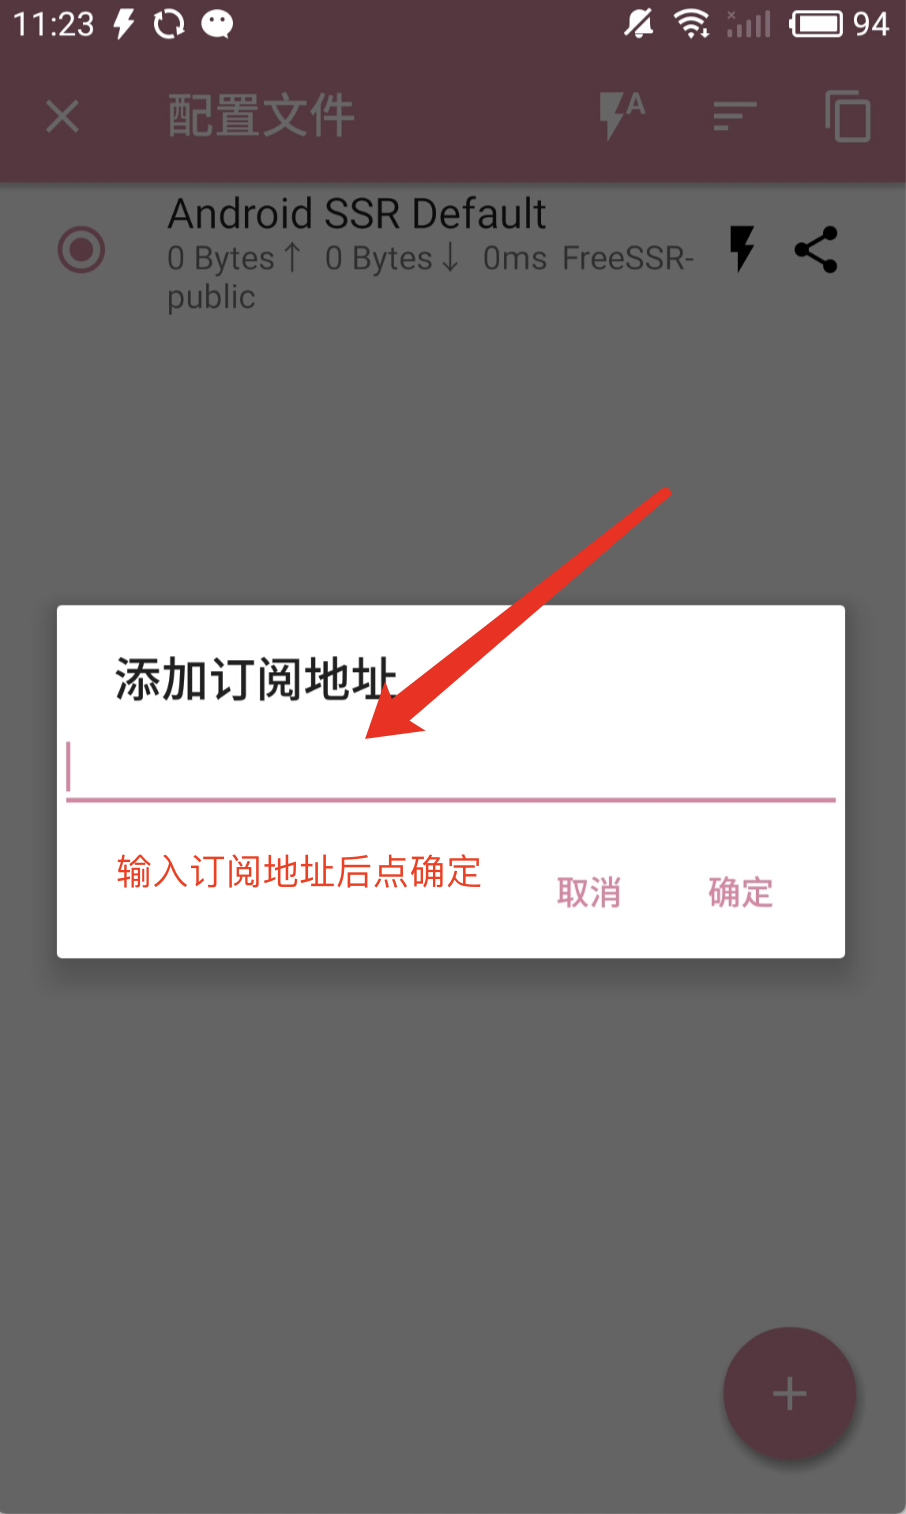 11:23 94
配置文件
Android SSR Default
0 Bytes↑ 0 Bytes↓ 0ms FreeSSR-
public
添加订阅地址
输入订阅地址后点确定
取消 确定